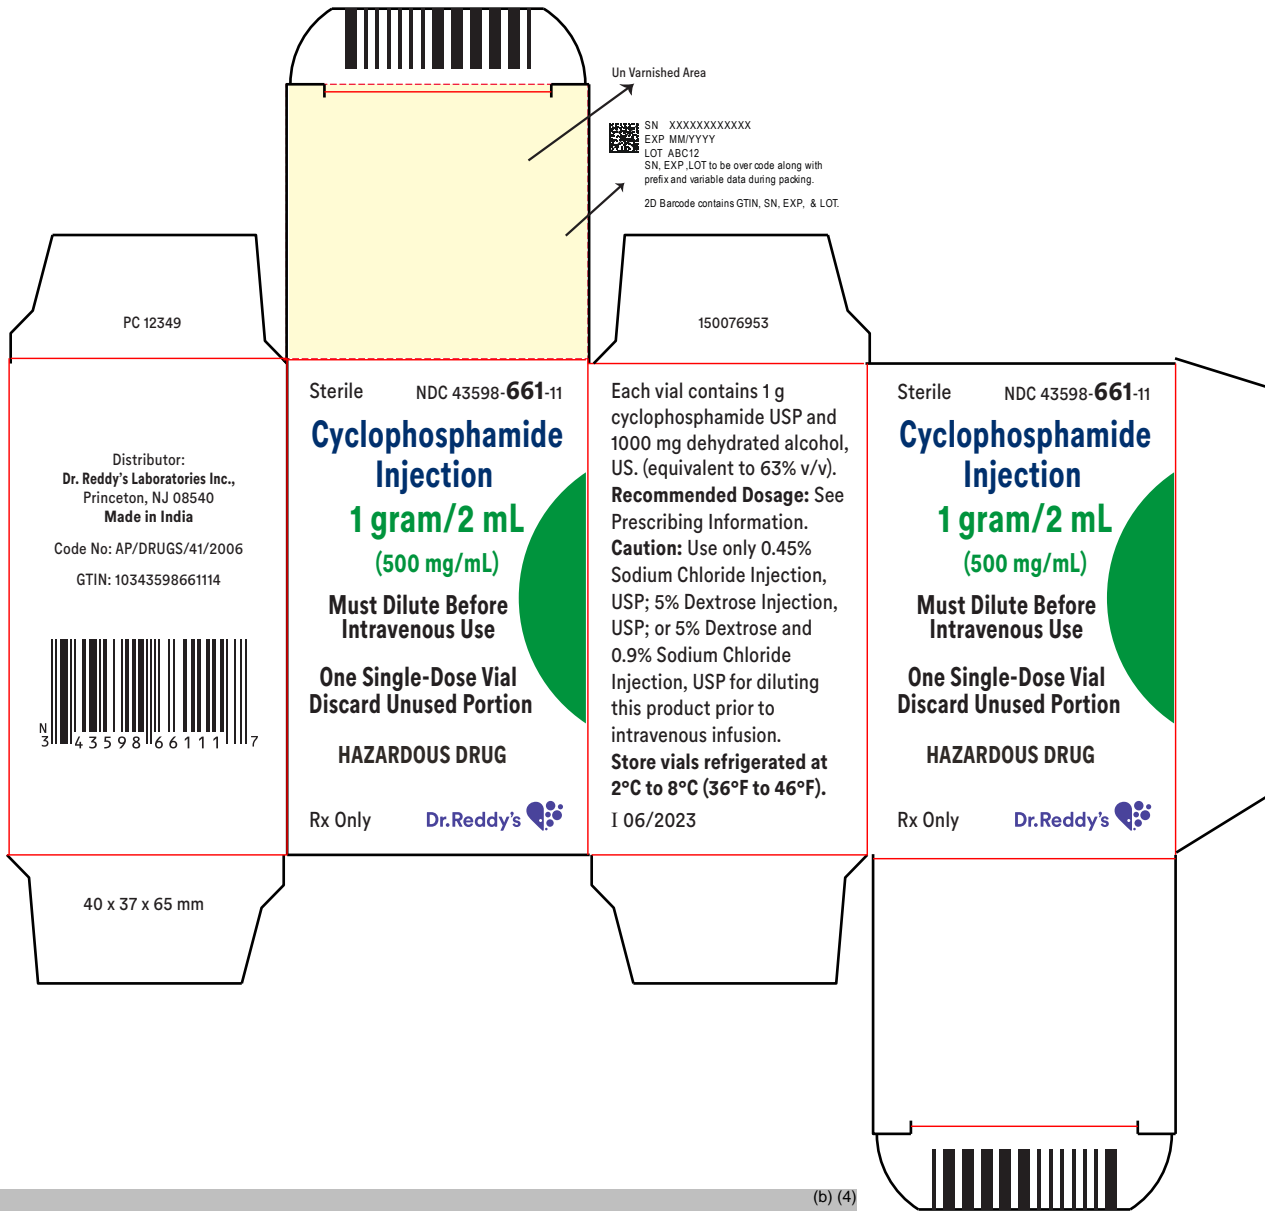 Un Varnished Area
SN XXXXXXXXXXXX
EXP MM/YYYY
LOT ABC12
SN, EXP ,LOT to be over code along with
prefix and variable data during packing.
2D Barcode contains GTIN, SN, EXP, & LOT.
PC 12349
150076953
Distributor:
Dr. Reddy's Laboratories Inc.,
Princeton, NJ 08540
Made in India
Code No: AP/DRUGS/41/2006
GTIN: 10343598661114
N
3 43598 66111 7
Sterile NDC 43598-661-11
Cyclophosphamide
Injection
1 gram/2 mL
(500 mg/mL)
Must Dilute Before
Intravenous Use
One Single-Dose Vial
Discard Unused Portion
HAZARDOUS DRUG
Rx Only Dr.Reddy's
Each vial contains 1 g
cyclophosphamide USP and
1000 mg dehydrated alcohol,
US. (equivalent to 63% v/v).
Recommended Dosage: See
Prescribing Information.
Caution: Use only 0.45%
Sodium Chloride Injection,
USP; 5% Dextrose Injection,
USP; or 5% Dextrose and
0.9% Sodium Chloride
Injection, USP for diluting
this product prior to
intravenous infusion.
Store vials refrigerated at
2°C to 8°C (36°F to 46°F).
I 06/2023
Sterile NDC 43598-661-11
Cyclophosphamide
Injection
1 gram/2 mL
(500 mg/mL)
Must Dilute Before
Intravenous Use
One Single-Dose Vial
Discard Unused Portion
HAZARDOUS DRUG
Rx Only Dr.Reddy's
40 x 37 x 65 mm
(b) (4)